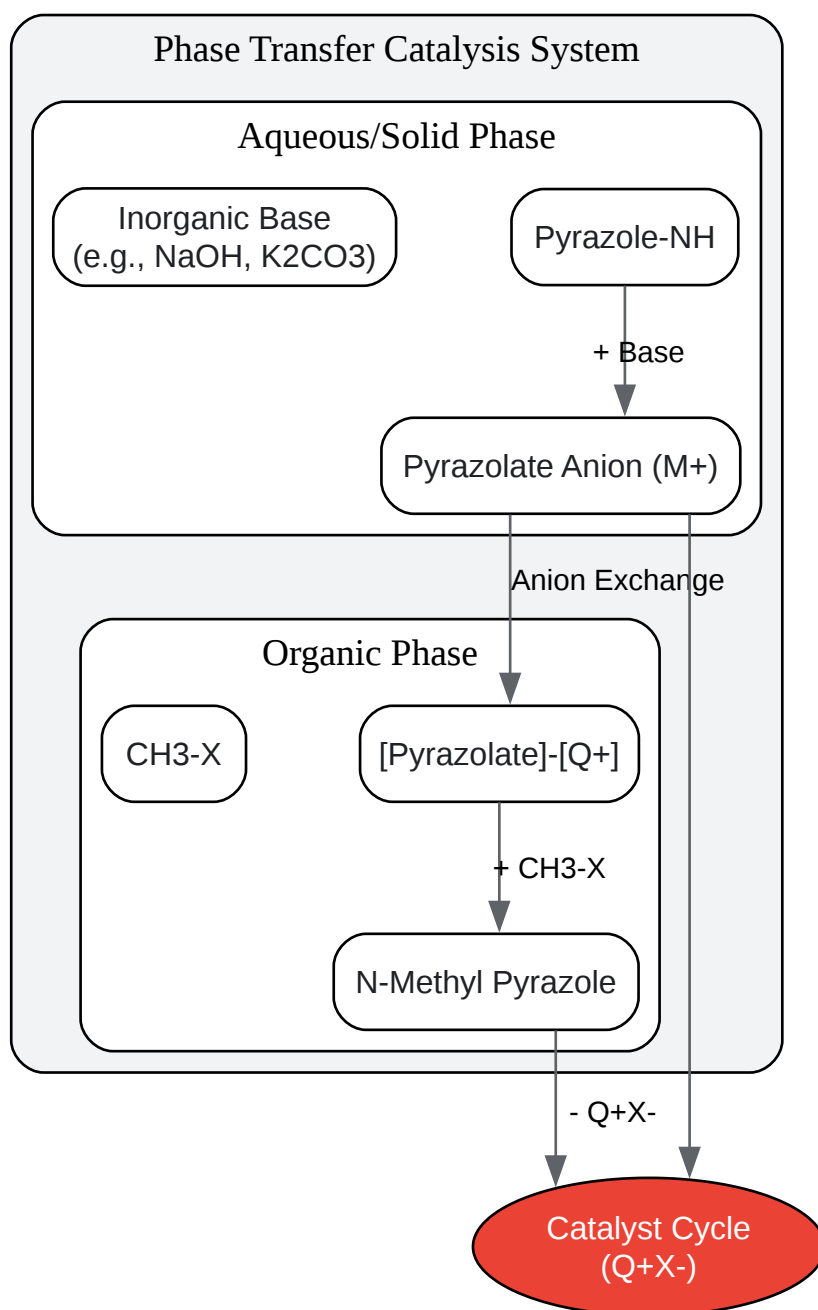 Phase Transfer Catalysis System
Aqueous/Solid Phase
Inorganic Base
(e.g., NaOH, K2CO3)
Pyrazole-NH
+ Base
Pyrazolate Anion (M+)
Anion Exchange
Organic Phase
CH3-X
[Pyrazolate]-[Q+]
+ CH3-X
N-Methyl Pyrazole
- Q+X-
Catalyst Cycle
(Q+X-)